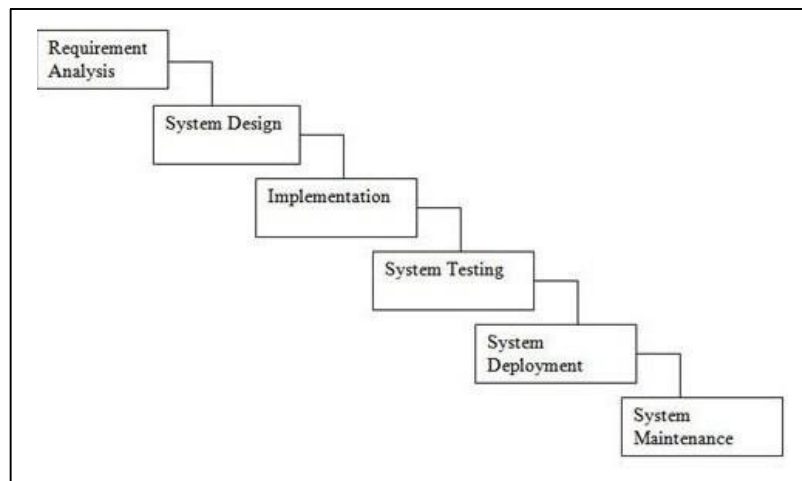 Requirement
Analysis
System Design
Implementation
System Testing
System
Deployment
System
Maintenance